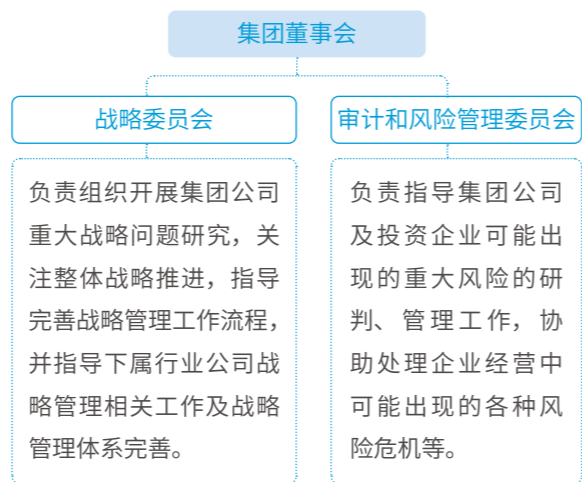 集团董事会
战略委员会
负责组织开展集团公司
重大战略问题研究，关
注整体战略推进，指导
完善战略管理工作流程，
并指导下属行业公司战
略管理相关工作及战略
管理体系完善。
审计和风险管理委员会
负责指导集团公司
及投资企业可能出
现的重大风险的研
判、管理工作，协
助处理企业经营中
可能出现的各种风
险危机等。